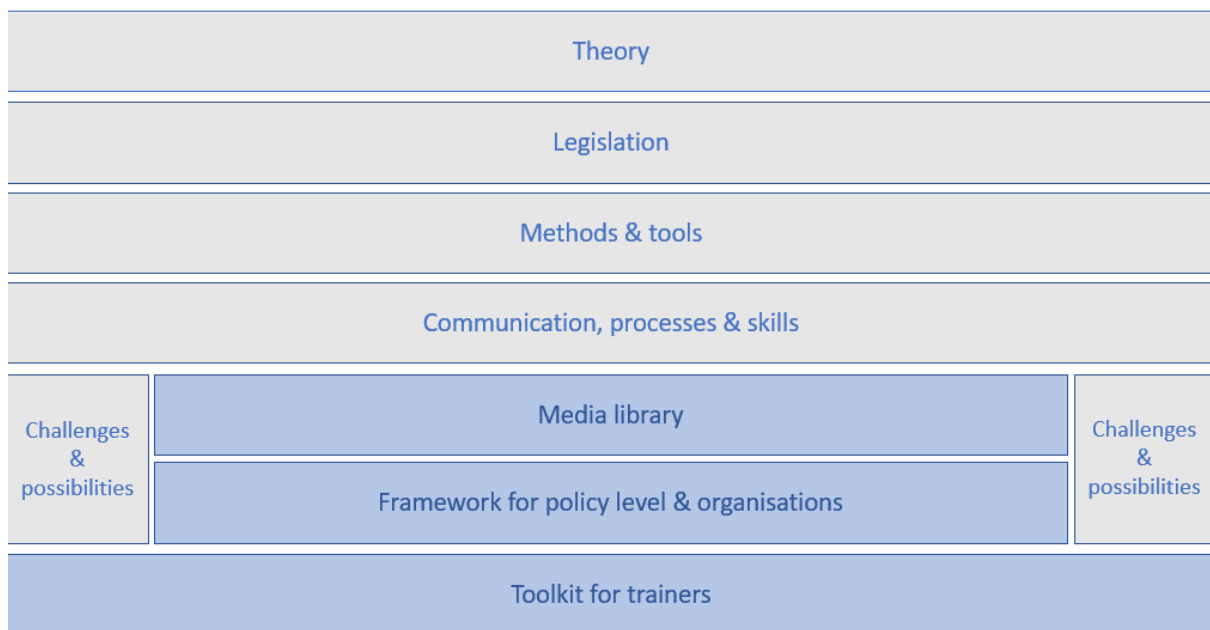 Theory
Legislation
Methods & tools
Communication, processes & skills
Challenges
&
possibilities
Media library
Framework for policy level & organisations
Challenges
&
possibilities
Toolkit for trainers